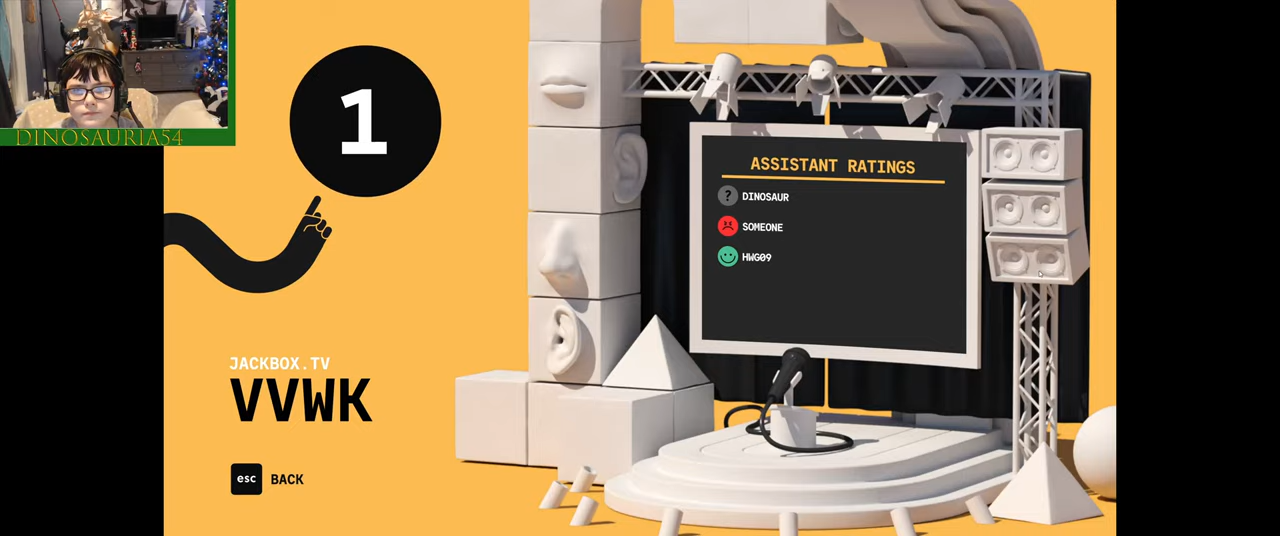 DINOSAURIA54
1
ASSISTANT RATINGS
? DINOSAUR
SOMEONE
HWG09
JACKBOX.TV
VVWK
esc BACK